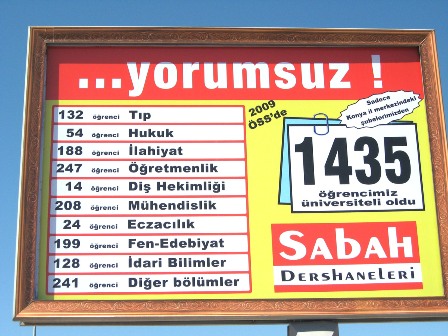 ...yorumsuz !
132 öğrenci Tıp
54 öğrenci Hukuk
188 öğrenci İlahiyat
247 öğrenci Öğretmenlik
14 öğrenci Diş Hekimliği
208 öğrenci Mühendislik
24 öğrenci Eczacılık
199 öğrenci Fen-Edebiyat
128 öğrenci İdari Bilimler
241 öğrenci Diğer bölümler
2009
ÖSS'de
Sadece
Konya il merkezindeki
şubelerimizden
1435
öğrencimiz
üniversiteli oldu
SABAH
DERSHANELERİ